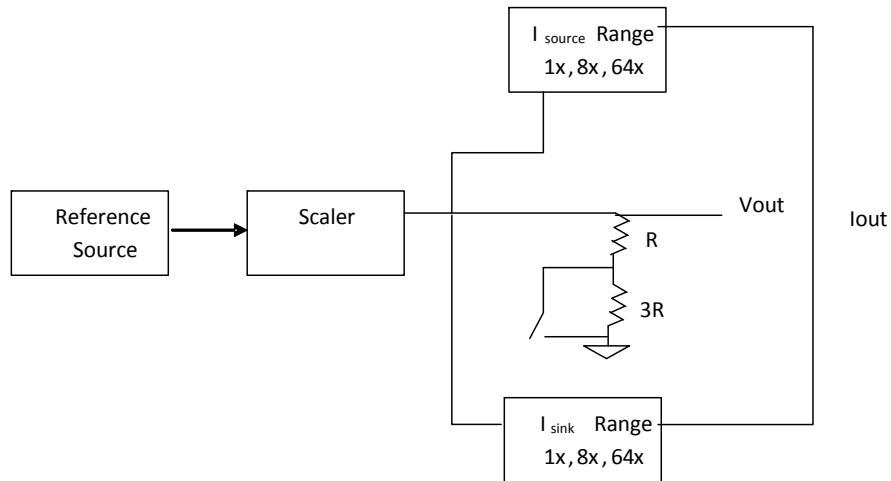 I source Range
1x, 8x, 64x
Reference
Source
Scaler
Vout
Iout
R
3R
I sink Range
1x, 8x, 64x